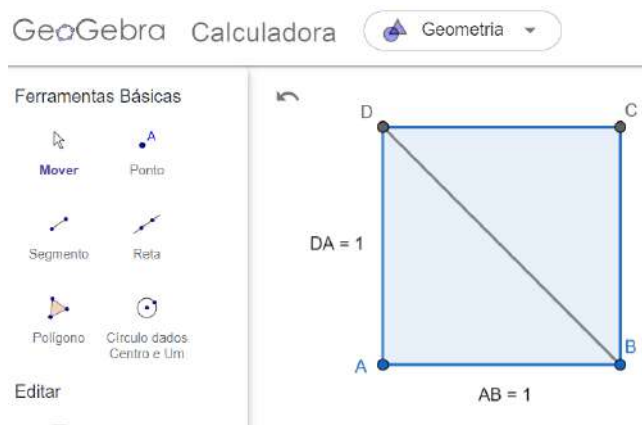 GeoGebra Calculadora Geometria
Ferramentas Básicas
Mover
A
Ponto
Segmento
Reta
Polígono
Círculo dados
Centro e Um
Editar
D
C
DA = 1
A
B
AB = 1